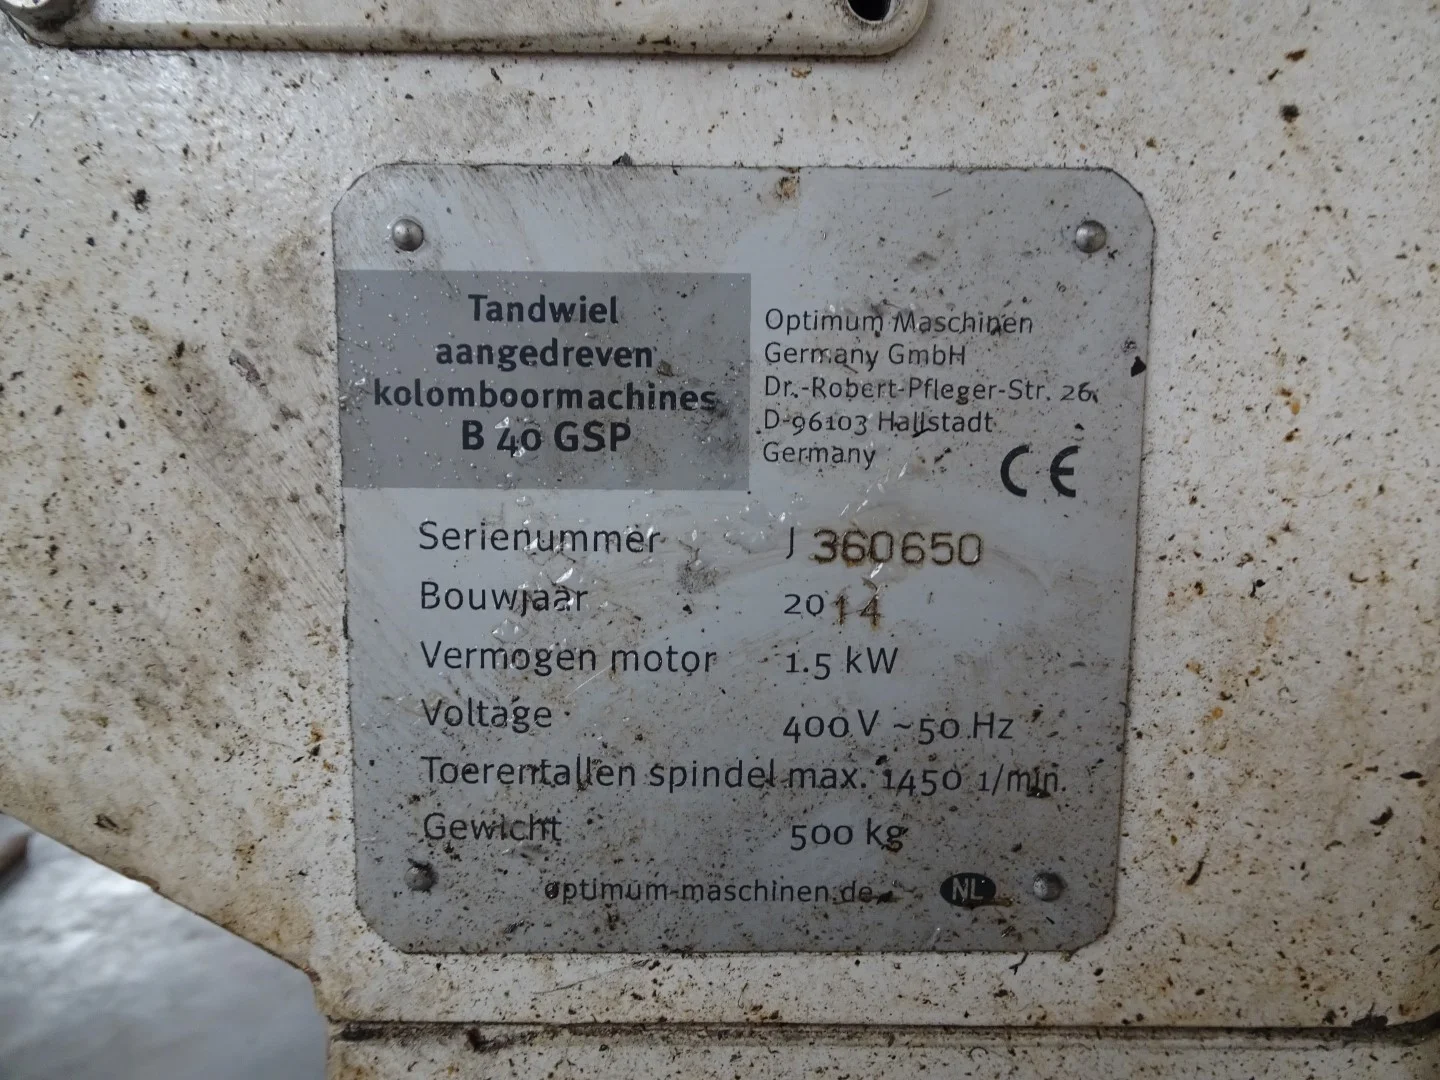 Tandwiel
aangedreven
kolomboormachines
B 40 GSP
Optimum Maschinen
Germany GmbH
Dr.-Robert-Pfleger-Str. 26
D-96103 Hallstadt
Germany
CE
Serienummer J 360650
Bouwjaar 2014
Vermogen motor 1.5 kW
Voltage 400 V ~50 Hz
Toerentallen spindel max. 1450 1/min.
Gewicht 500 kg
optimum-maschinen.de NL